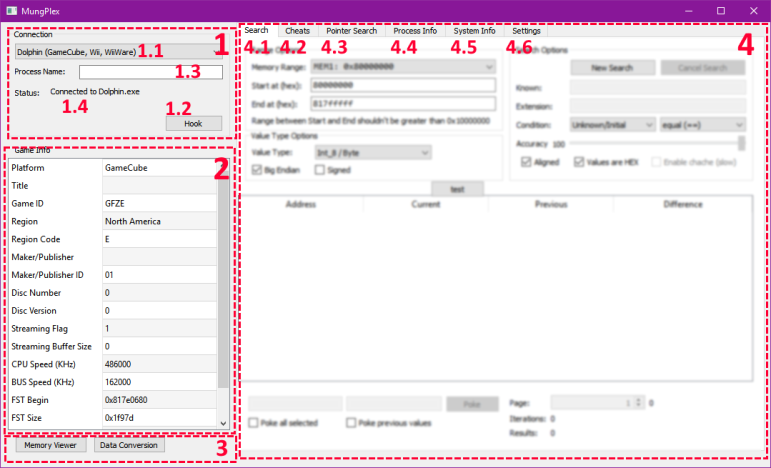 MungPlex
Connection 1
Dolphin (GameCube, Wii, WiiWare) 1.1
Process Name: 1.3
Status: Connected to Dolphin.exe
1.4 1.2
Hook
Game Info
2
Platform GameCube
Title
Game ID GFZE
Region North America
Region Code E
Maker/Publisher
Maker/Publisher ID 01
Disc Number 0
Disc Version 0
Streaming Flag 1
Streaming Buffer Size 0
CPU Speed (KHz) 486000
BUS Speed (KHz) 162000
FST Begin 0x817e0680
FST Size 0x1f97d
Memory Viewer Data Conversion 3
Search Cheats Pointer Search Process Info System Info Settings
4.1 4.2 4.3 4.4 4.5 4.6 4
Memory Range: MEM1: 0x80000000
Start at (hex): 80000000
End at (hex): 817fffff
Range between Start and End shouldn't be greater than 0x10000000
Value Type Options
Value Type: Int_8 / Byte
Big Endian Signed
Search Options
New Search Cancel Search
Known:
Extension:
Condition: Unknown/Initial equal (==)
Accuracy 100
Aligned Values are HEX Enable chache (slow)
test
Address Current Previous Difference
Poke Page: 1 0
Poke all selected Poke previous values Iterations: 0
Results: 0